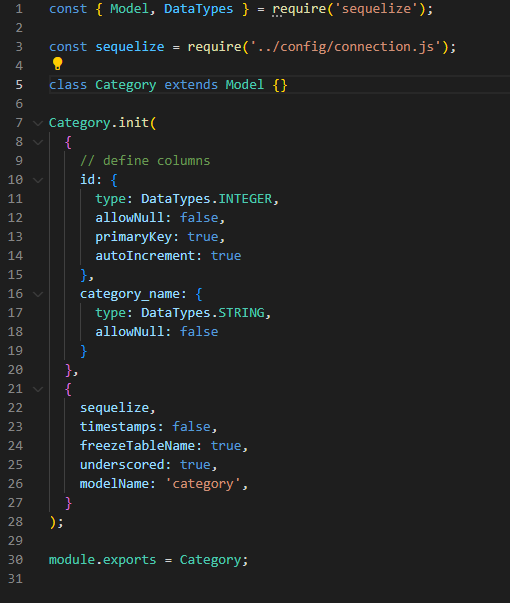 1 const { Model, DataTypes } = require('sequelize');
2
3 const sequelize = require('../config/connection.js');
4
5 class Category extends Model {}
6
7 Category.init(
8   {
9     // define columns
10     id: {
11       type: DataTypes.INTEGER,
12       allowNull: false,
13       primaryKey: true,
14       autoIncrement: true
15     },
16     category_name: {
17       type: DataTypes.STRING,
18       allowNull: false
19     }
20   },
21   {
22     sequelize,
23     timestamps: false,
24     freezeTableName: true,
25     underscored: true,
26     modelName: 'category',
27   }
28 );
29
30 module.exports = Category;
31